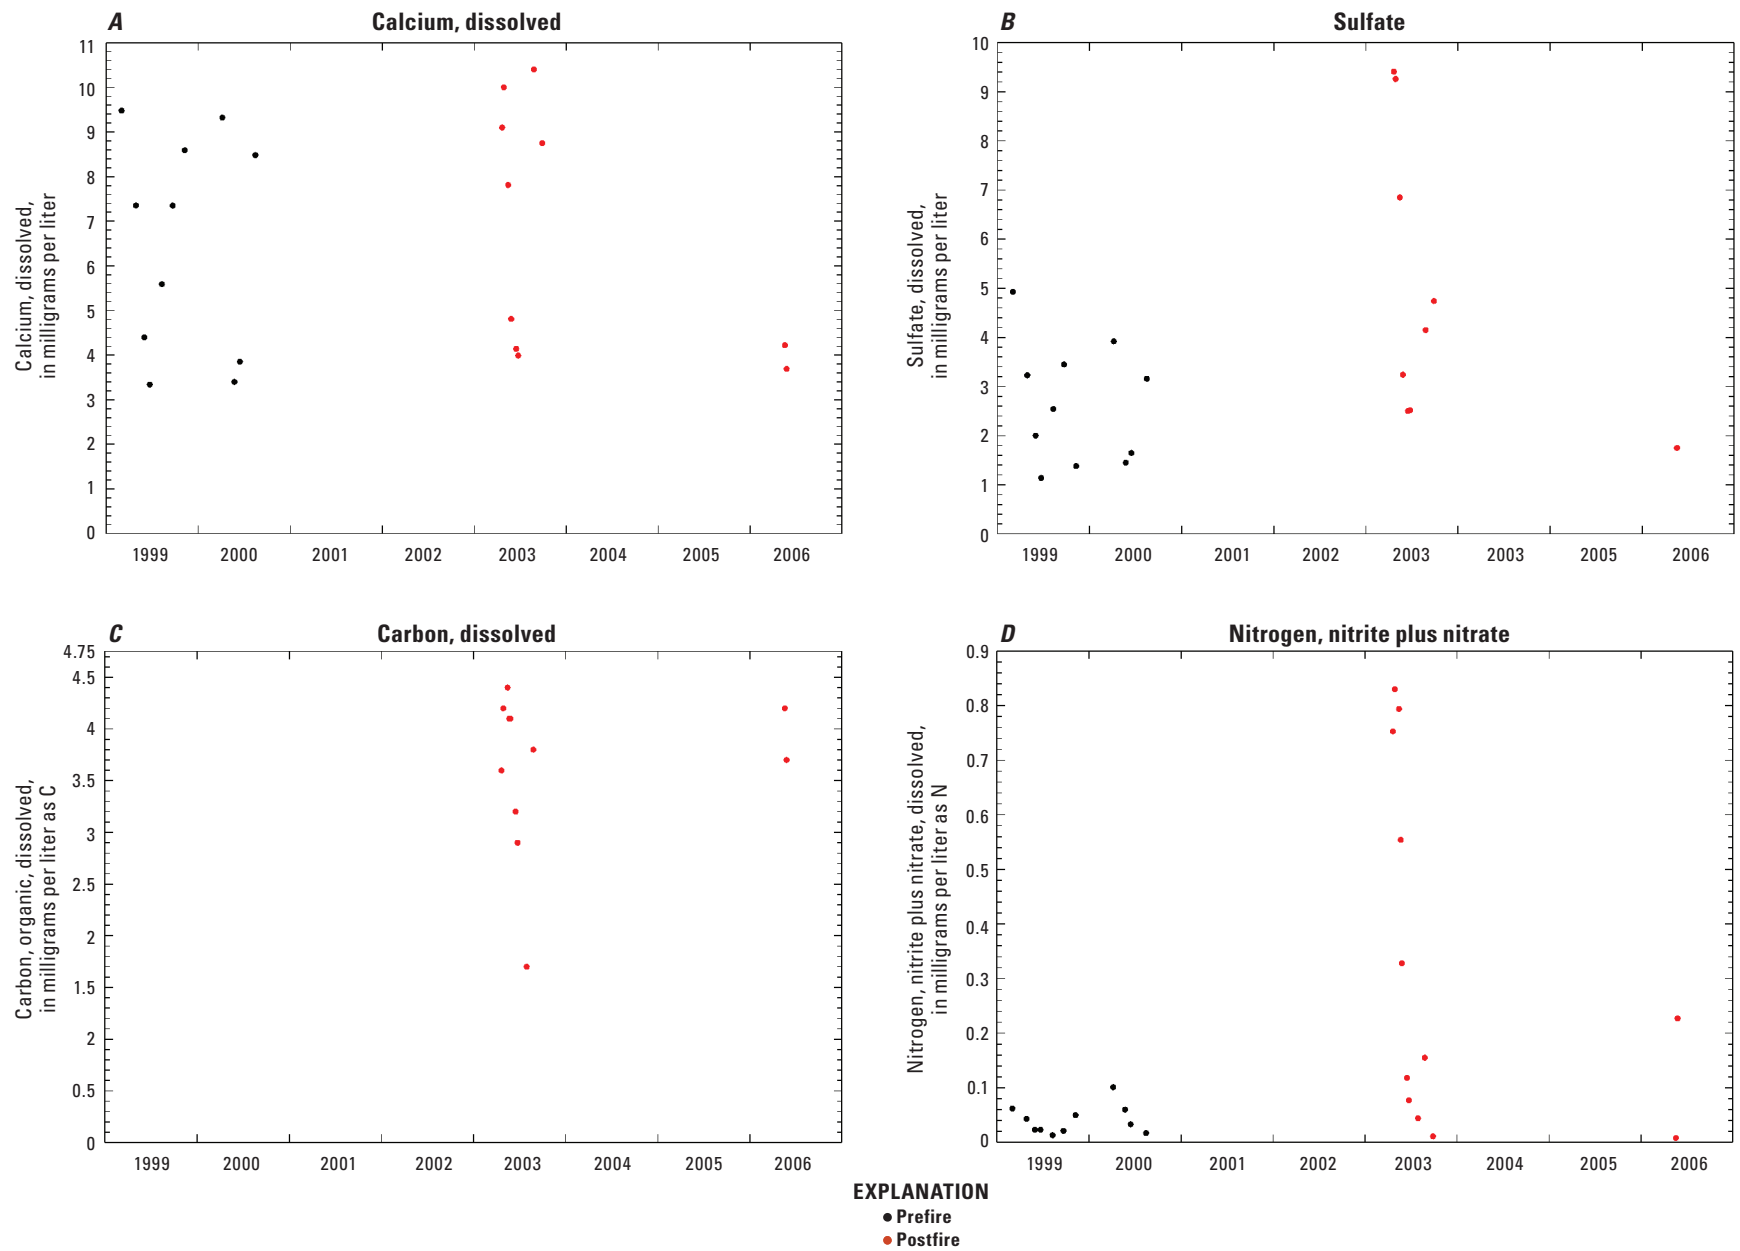 A Calcium, dissolved
Calcium, dissolved,
in milligrams per liter
11
10
9
8
7
6
5
4
3
2
1
0
1999 2000 2001 2002 2003 2004 2005 2006
B Sulfate
Sulfate, dissolved,
in milligrams per liter
10
9
8
7
6
5
4
3
2
1
0
1999 2000 2001 2002 2003 2003 2005 2006
C Carbon, dissolved
Carbon, organic, dissolved,
in milligrams per liter as C
4.75
4.5
4
3.5
3
2.5
2
1.5
2
0.5
0
1999 2000 2001 2002 2003 2004 2005 2006
D Nitrogen, nitrite plus nitrate
Nitrogen, nitrite plus nitrate, dissolved,
in milligrams per liter as N
0.9
0.8
0.7
0.6
0.5
0.4
0.3
0.2
0.1
0
1999 2000 2001 2002 2003 2004 2005 2006
EXPLANATION
Prefire
Postfire